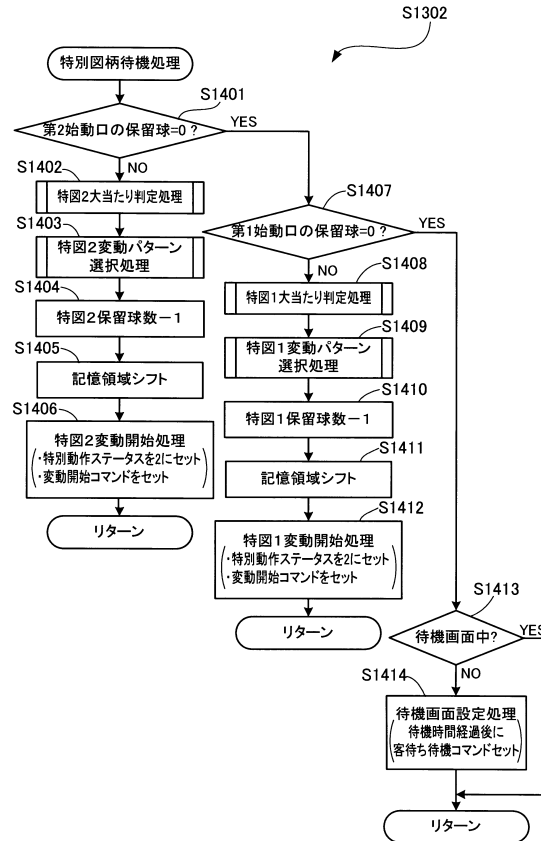 S1302
特別図柄待機処理
S1401
第2始動口の保留球=0?
YES
NO
S1402
特図2大当たり判定処理
S1403
特図2変動パターン
選択処理
S1404
特図2保留球数-1
S1405
記憶領域シフト
S1406
特図2変動開始処理
・特別動作ステータスを2にセット
・変動開始コマンドをセット
リターン
S1407
第1始動口の保留球=0?
YES
NO
S1408
特図1大当たり判定処理
S1409
特図1変動パターン
選択処理
S1410
特図1保留球数-1
S1411
記憶領域シフト
S1412
特図1変動開始処理
・特別動作ステータスを2にセット
・変動開始コマンドをセット
リターン
S1413
待機画面中?
YES
NO
S1414
待機画面設定処理
待機時間経過後に
客待ち待機コマンドセット
リターン